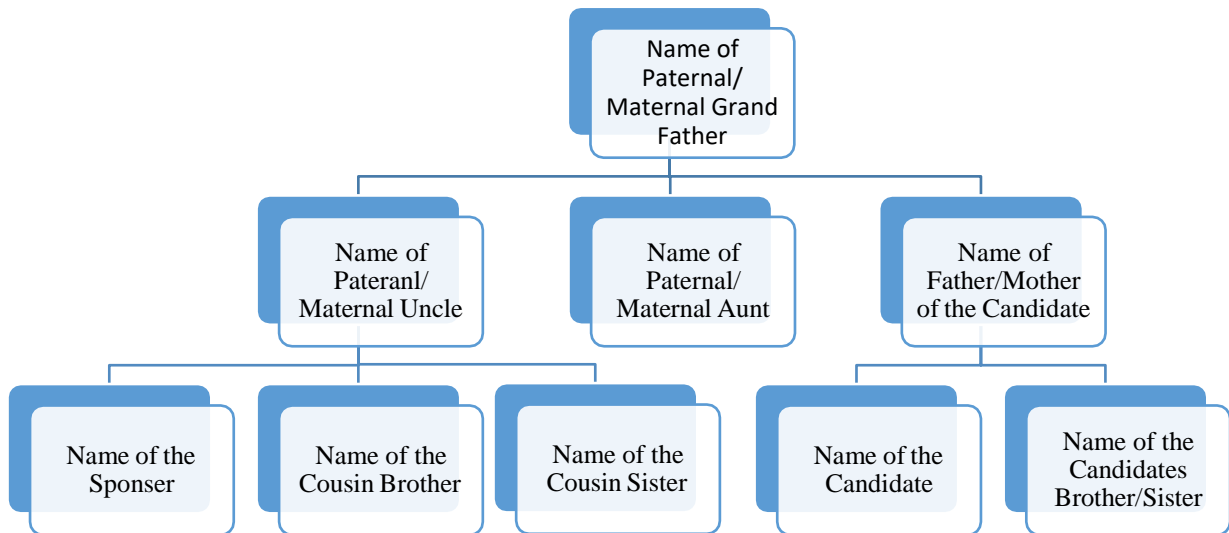 Name of
Paternal/
Maternal Grand
Father
Name of
Pateranl/
Maternal Uncle
Name of
Paternal/
Maternal Aunt
Name of
Father/Mother
of the Candidate
Name of the
Sponser
Name of the
Cousin Brother
Name of the
Cousin Sister
Name of the
Candidate
Name of the
Candidates
Brother/Sister